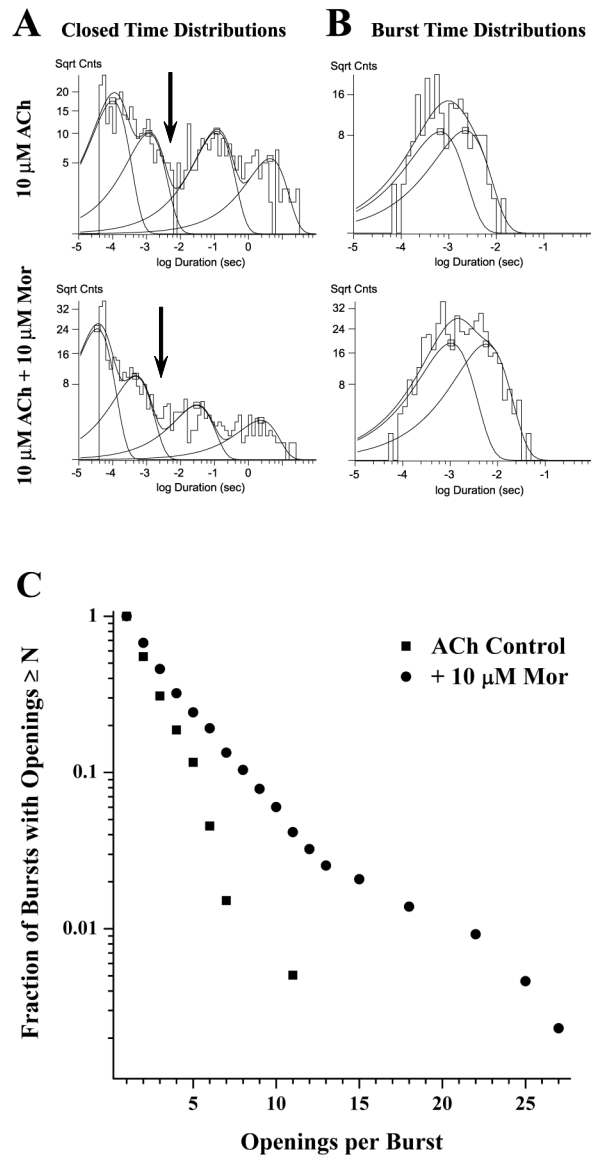 A Closed Time Distributions
B Burst Time Distributions
10 μM ACh
Sqrt Cnts
20
15
10
5
-5 -4 -3 -2 -1 0
log Duration (sec)
Sqrt Cnts
16
8
-5 -4 -3 -2 -1
log Duration (sec)
10 μM ACh + 10 μM Mor
Sqrt Cnts
32
24
16
8
-5 -4 -3 -2 -1 0
log Duration (sec)
Sqrt Cnts
32
24
16
8
-5 -4 -3 -2 -1
log Duration (sec)
C
Fraction of Bursts with Openings ≥ N
1
0.1
0.01
ACh Control
+ 10 μM Mor
5 10 15 20 25
Openings per Burst